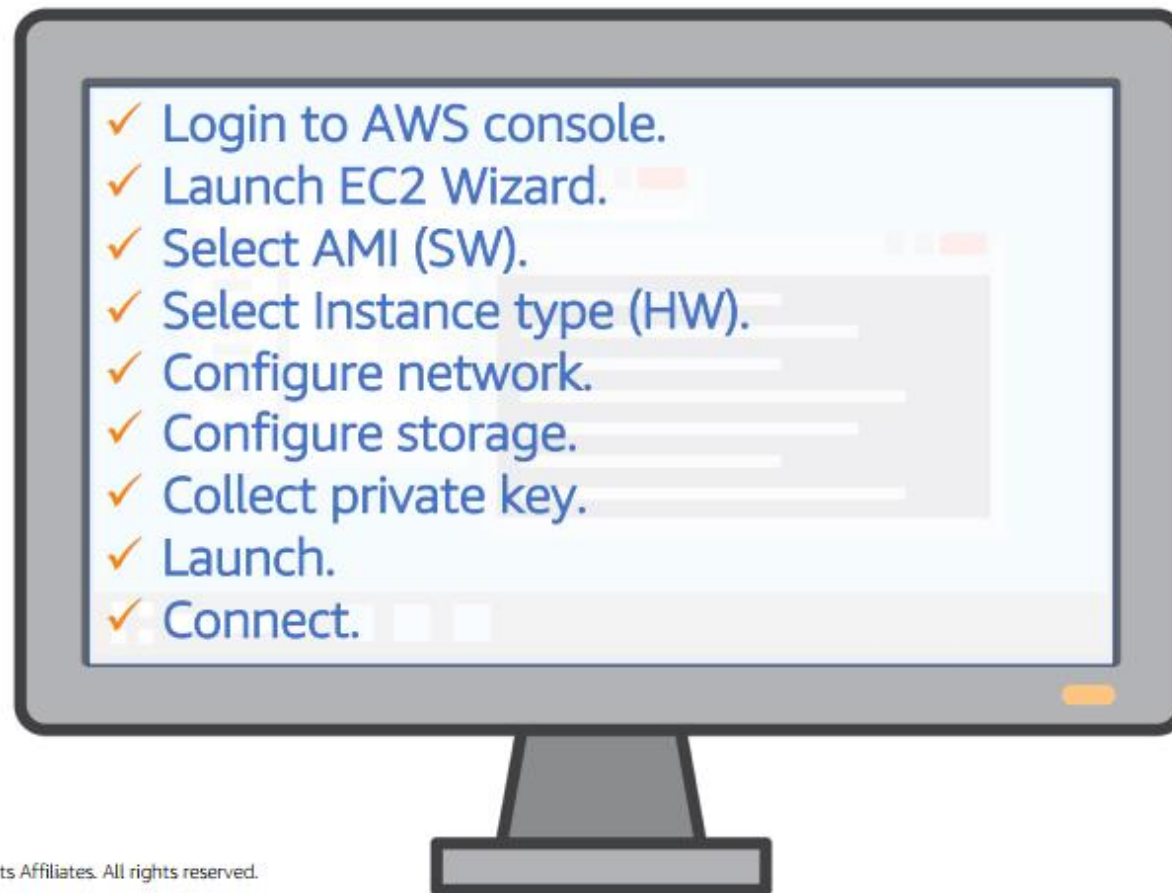 ✓ Login to AWS console.
✓ Launch EC2 Wizard.
✓ Select AMI (SW).
✓ Select Instance type (HW).
✓ Configure network.
✓ Configure storage.
✓ Collect private key.
✓ Launch.
✓ Connect.
ts Affiliates. All rights reserved.